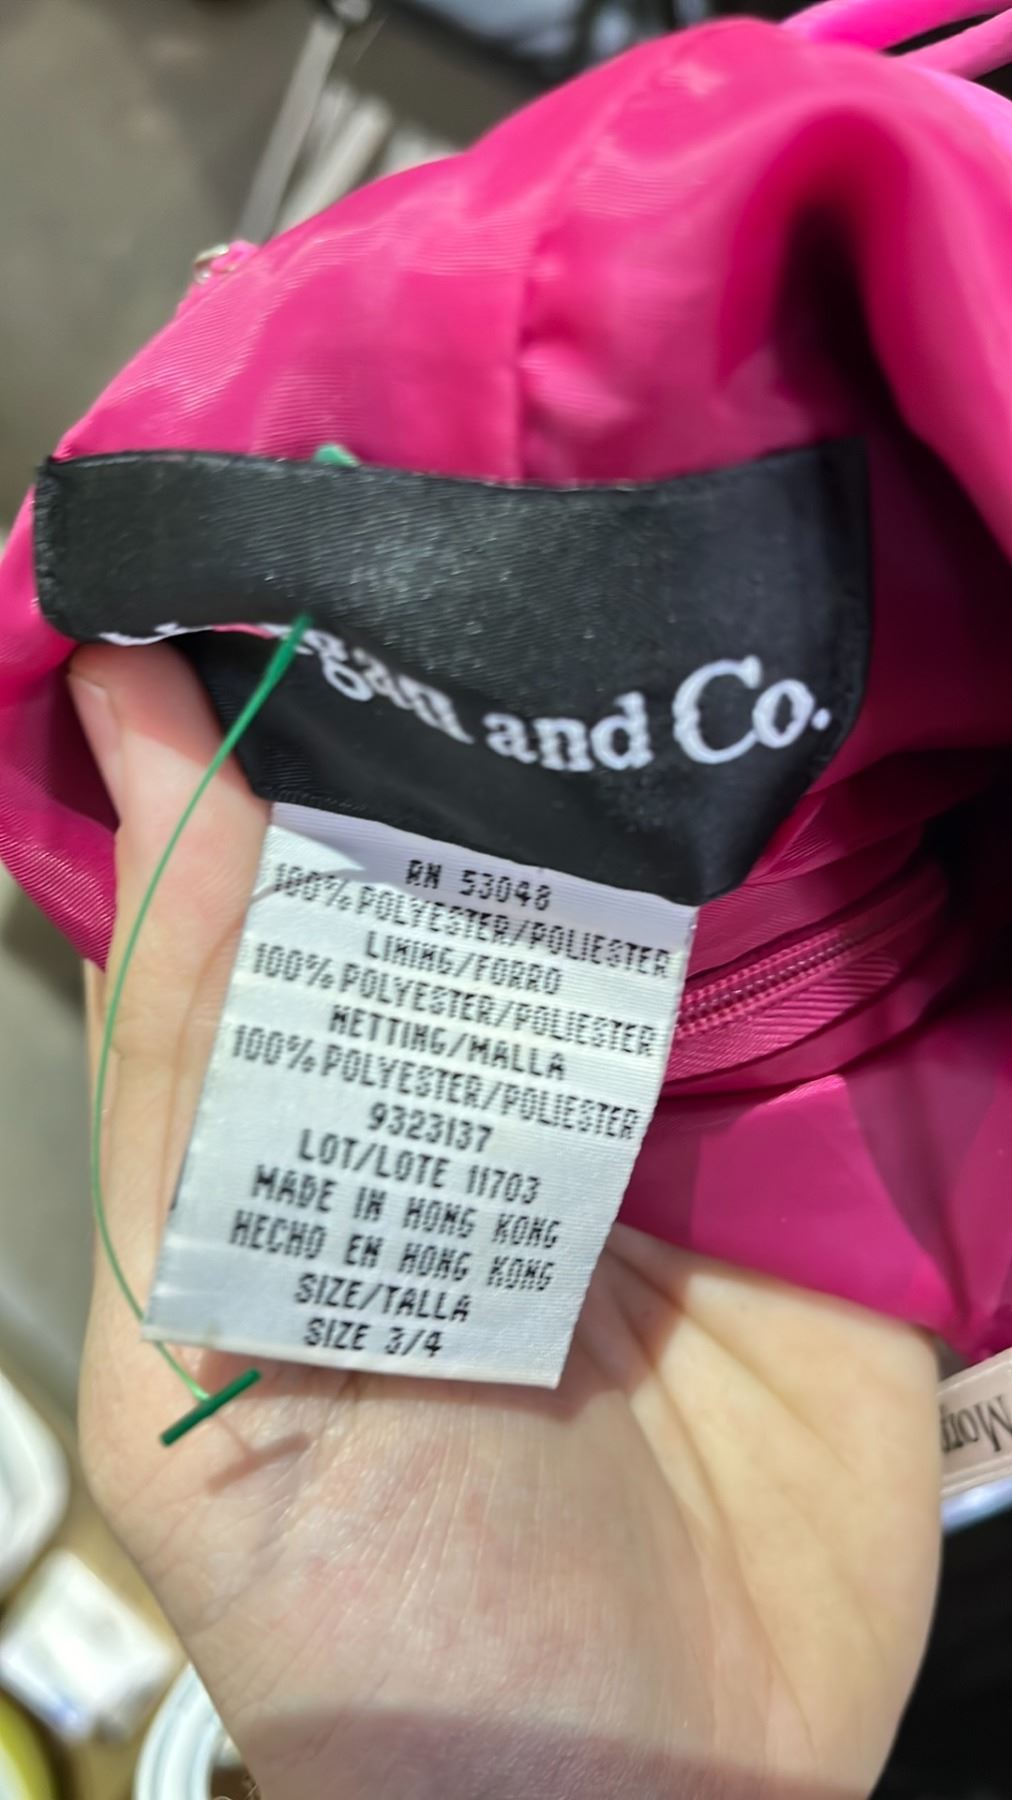 and Co.
RN 53048
100% POLYESTER/POLIESTER
LINING/FORRO
100% POLYESTER/POLIESTER
NETTING/MALLA
100% POLYESTER/POLIESTER
9323137
LOT/LOTE 11703
MADE IN HONG KONG
HECHO EN HONG KONG
SIZE/TALLA
SIZE 3/4